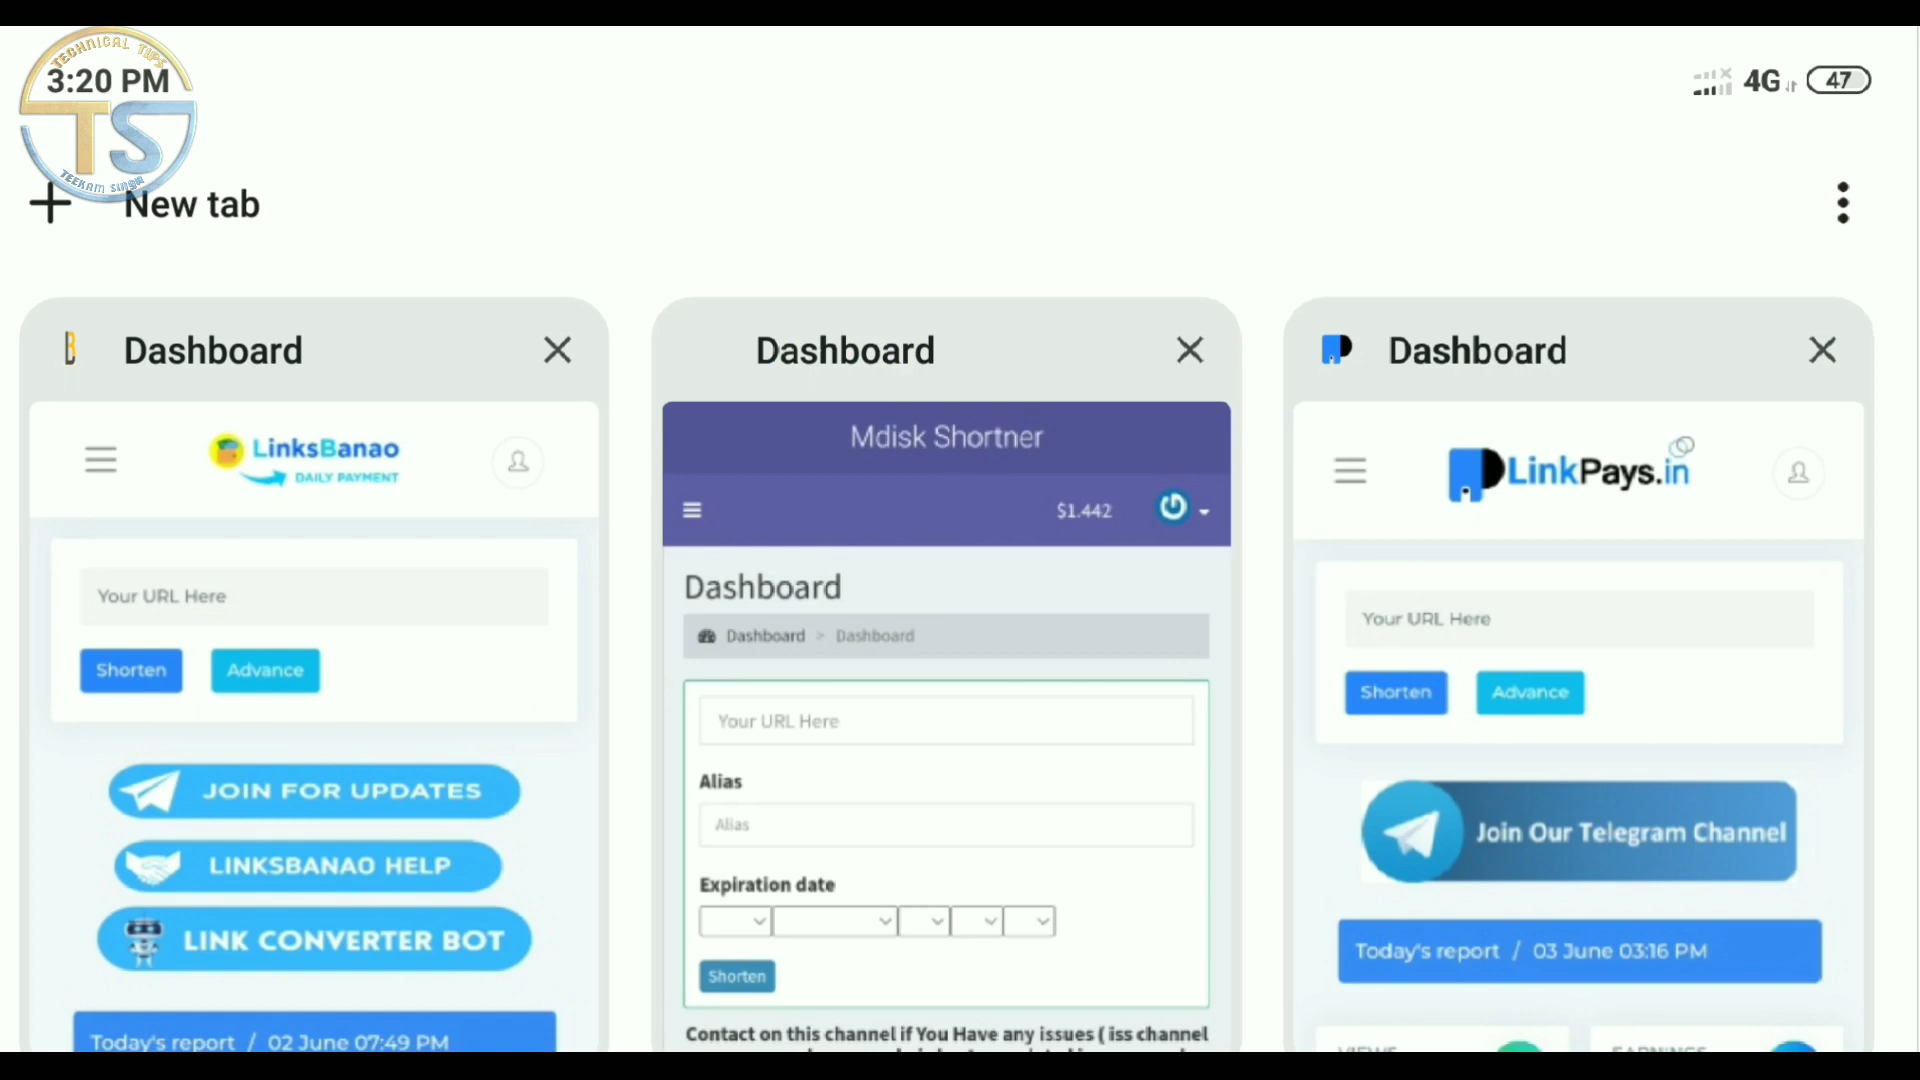 TECHNICAL TIPS
3:20 PM
4G
47
TS
TEEKAM SINGH
New tab
Dashboard
LinksBanao
DAILY PAYMENT
Your URL Here
Shorten
Advance
JOIN FOR UPDATES
LINKSBANAO HELP
LINK CONVERTER BOT
Today's report / 02 June 07:49 PM
Dashboard
Mdisk Shortner
$1.442
Dashboard
Dashboard > Dashboard
Your URL Here
Alias
Alias
Expiration date
Shorten
Contact on this channel if You Have any issues ( iss channel
Dashboard
LinkPays.in
Your URL Here
Shorten
Advance
Join Our Telegram Channel
Today's report / 03 June 03:16 PM
VIEWS
EARNINGS